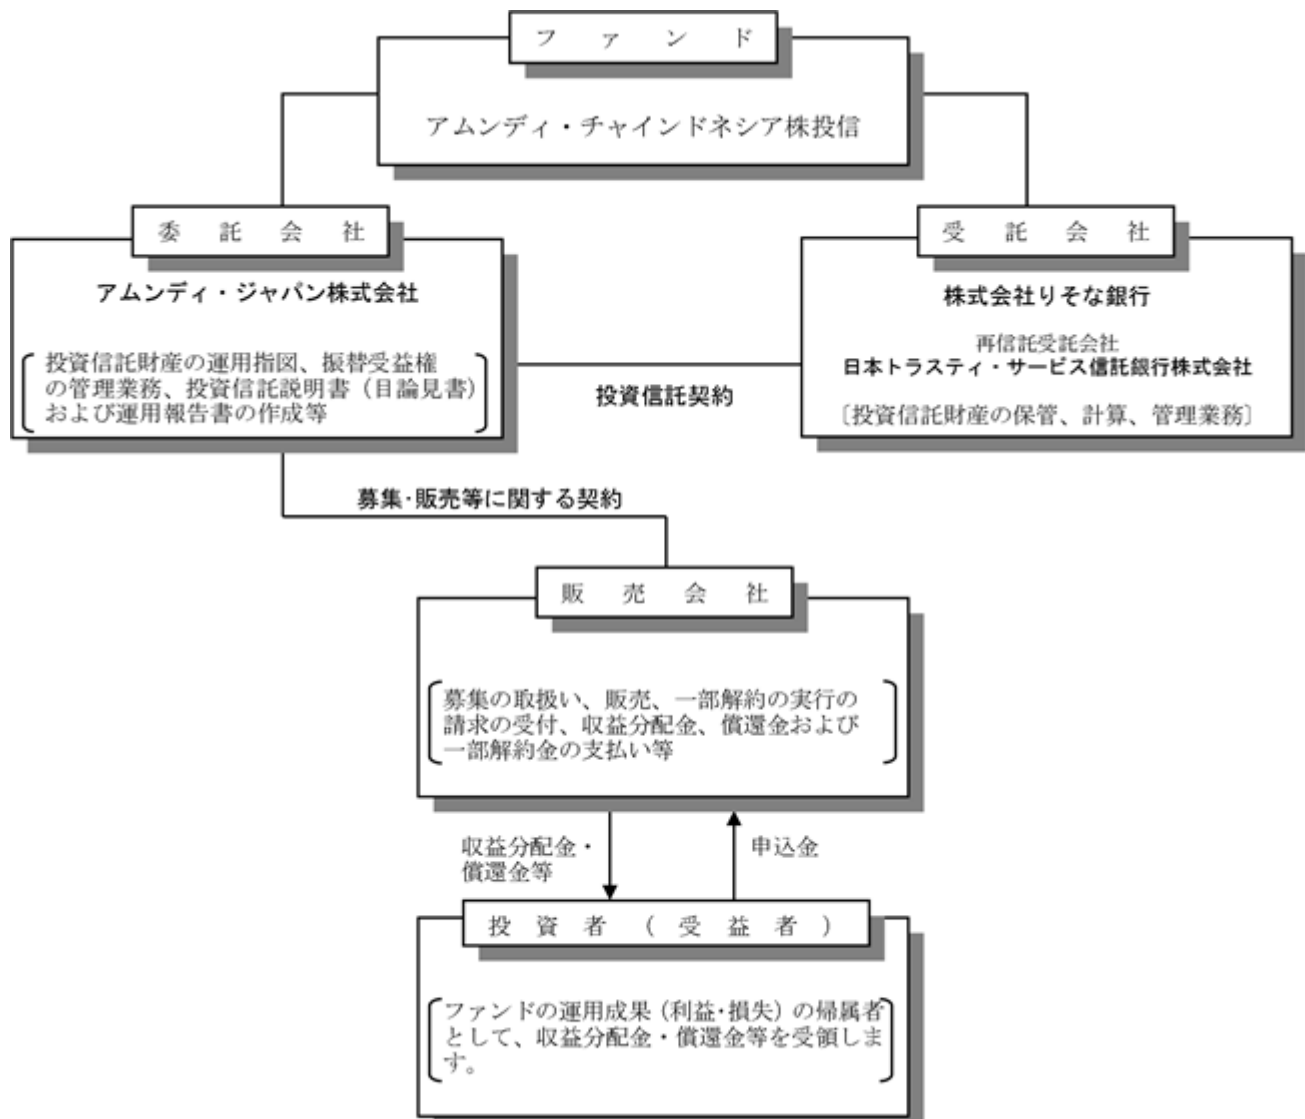 ファンド
アムンディ・チャインドネシア株投信
委託会社
アムンディ・ジャパン株式会社
投資信託財産の運用指図、振替受益権
の管理業務、投資信託説明書（目論見書）
および運用報告書の作成等
投資信託契約
受託会社
株式会社りそな銀行
再信託受託会社
日本トラスティ・サービス信託銀行株式会社
〔投資信託財産の保管、計算、管理業務〕
募集・販売等に関する契約
販売会社
募集の取扱い、販売、一部解約の実行の
請求の受付、収益分配金、償還金および
一部解約金の支払い等
収益分配金・
償還金等
申込金
投資者（受益者）
ファンドの運用成果（利益・損失）の帰属者
として、収益分配金・償還金等を受領しま
す。